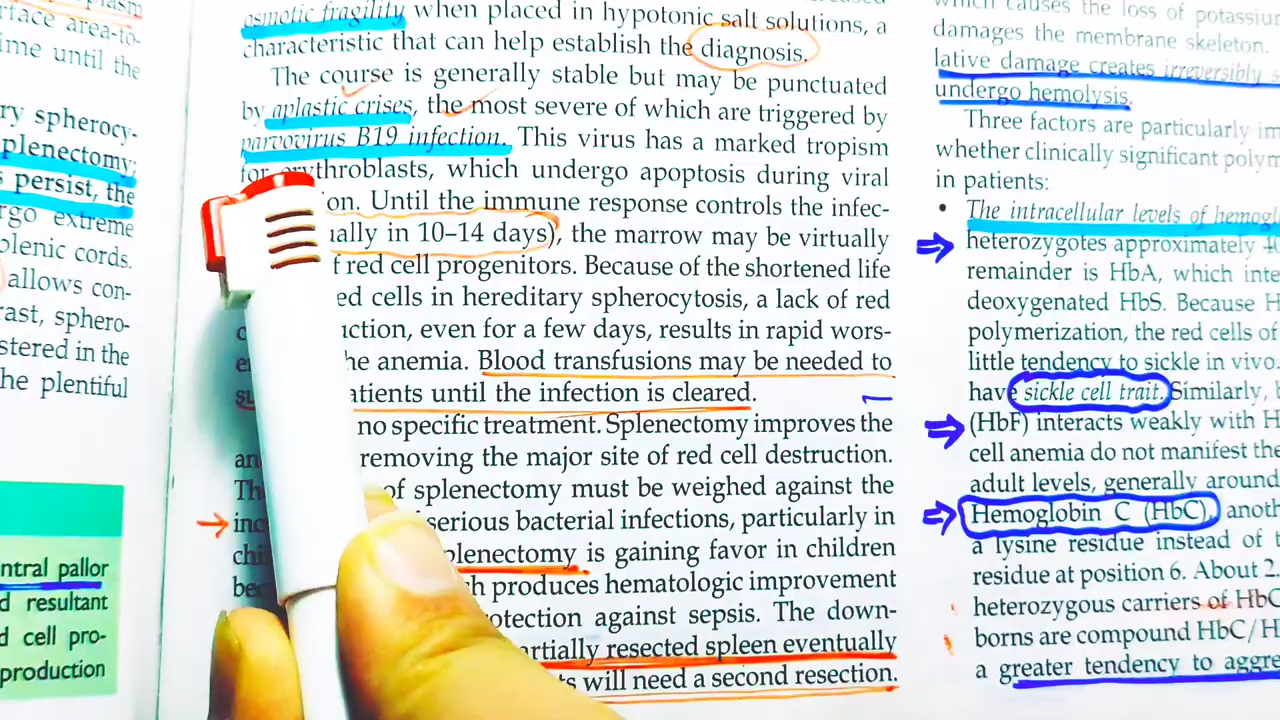 plasm
rface area-to-
ime until the
ry spherocy-
plenectomy;
s persist, the
rgo extreme
plenic cords.
allows con-
rast, sphero-
stered in the
he plentiful
ntral pallor
d resultant
d cell pro-
production
osmotic fragility when placed in hypotonic salt solutions, a
characteristic that can help establish the diagnosis.
The course is generally stable but may be punctuated
by aplastic crises, the most severe of which are triggered by
parvovirus B19 infection. This virus has a marked tropism
for erythroblasts, which undergo apoptosis during viral
on. Until the immune response controls the infec-
ually in 10–14 days), the marrow may be virtually
f red cell progenitors. Because of the shortened life
ed cells in hereditary spherocytosis, a lack of red
uction, even for a few days, results in rapid wors-
he anemia. Blood transfusions may be needed to
su atients until the infection is cleared.
no specific treatment. Splenectomy improves the
an removing the major site of red cell destruction.
Th of splenectomy must be weighed against the
inc serious bacterial infections, particularly in
chi plenectomy is gaining favor in children
bec h produces hematologic improvement
otection against sepsis. The down-
artially resected spleen eventually
ts will need a second resection.
which causes the loss of potassium
damages the membrane skeleton.
lative damage creates irreversibly s
undergo hemolysis.
Three factors are particularly im
whether clinically significant polym
in patients:
• The intracellular levels of hemogl
heterozygotes approximately 40
remainder is HbA, which inte
deoxygenated HbS. Because H
polymerization, the red cells of
little tendency to sickle in vivo.
have sickle cell trait. Similarly,
(HbF) interacts weakly with H
cell anemia do not manifest the
adult levels, generally around
Hemoglobin C (HbC), anoth
a lysine residue instead of t
residue at position 6. About 2.
heterozygous carriers of HbC
borns are compound HbC/H
a greater tendency to aggre